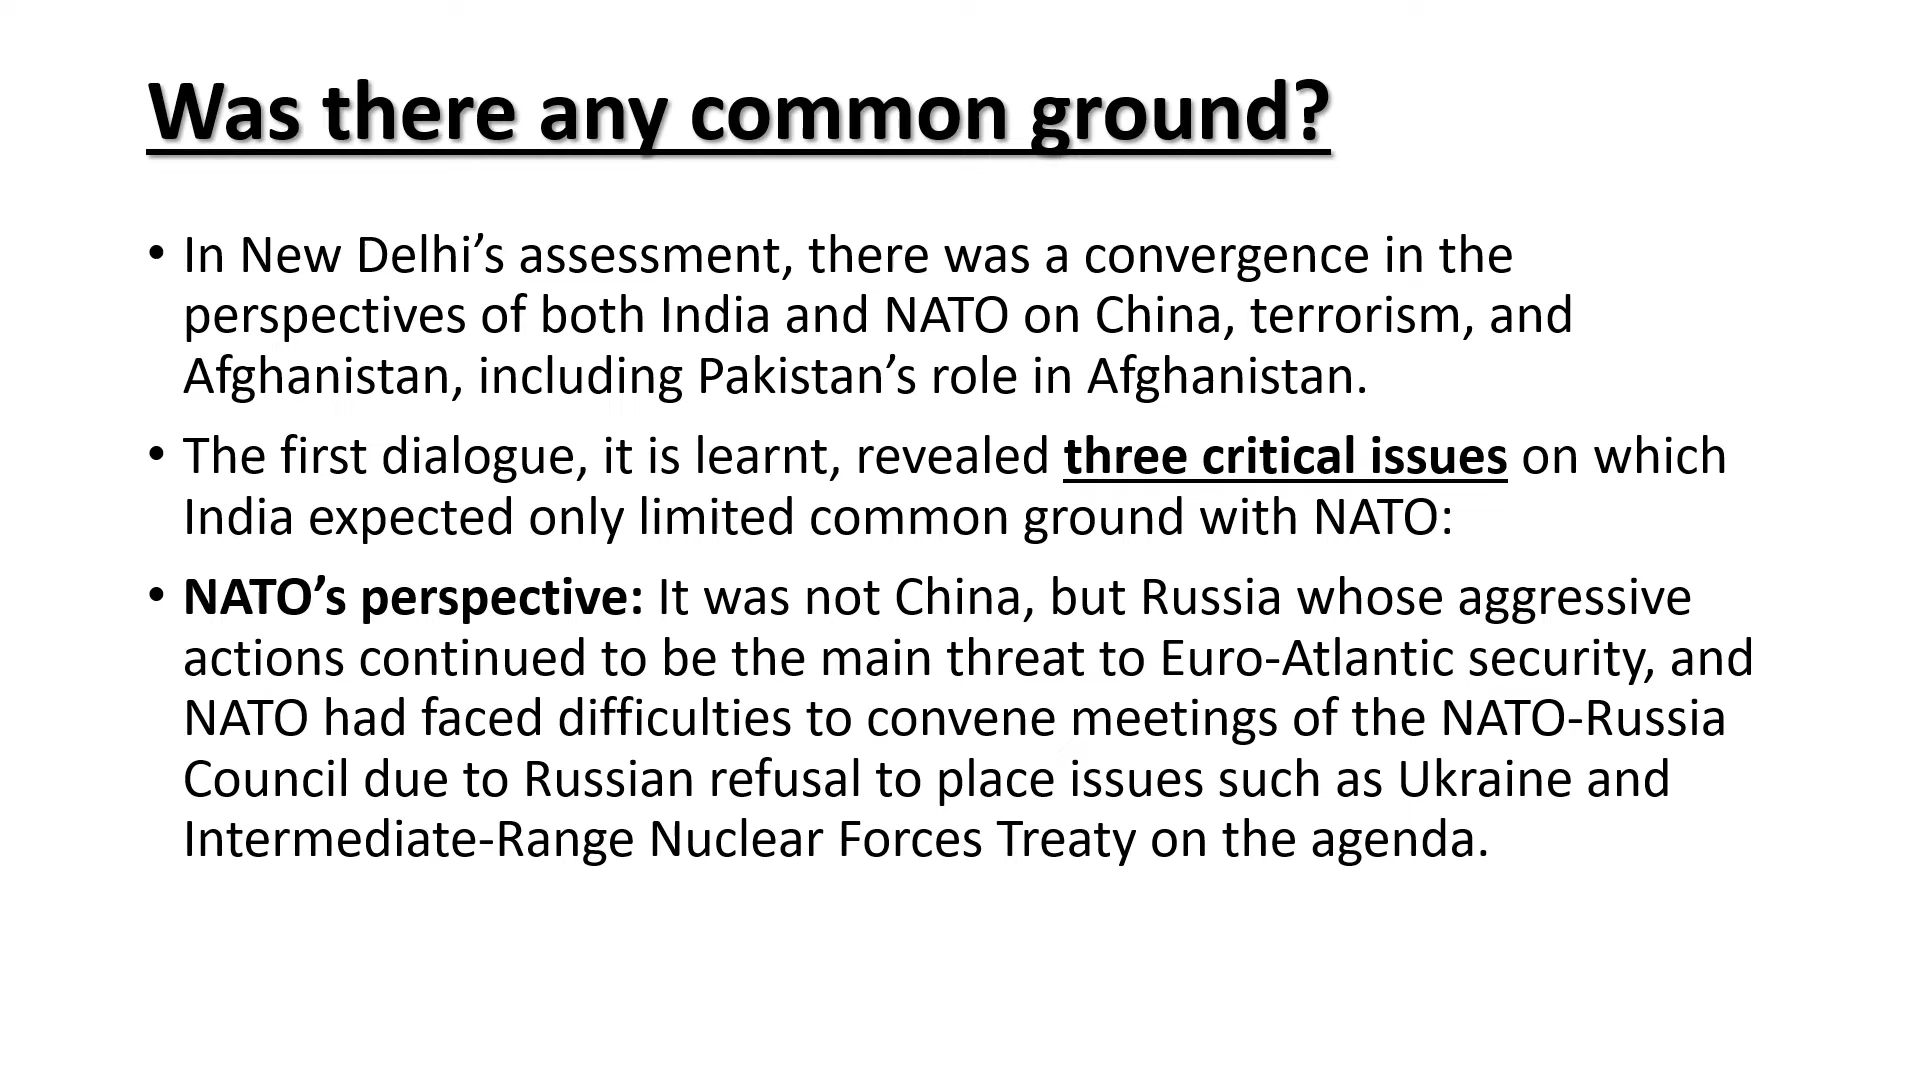 Was there any common ground?
• In New Delhi’s assessment, there was a convergence in the
perspectives of both India and NATO on China, terrorism, and
Afghanistan, including Pakistan’s role in Afghanistan.
• The first dialogue, it is learnt, revealed three critical issues on which
India expected only limited common ground with NATO:
• NATO’s perspective: It was not China, but Russia whose aggressive
actions continued to be the main threat to Euro-Atlantic security, and
NATO had faced difficulties to convene meetings of the NATO-Russia
Council due to Russian refusal to place issues such as Ukraine and
Intermediate-Range Nuclear Forces Treaty on the agenda.